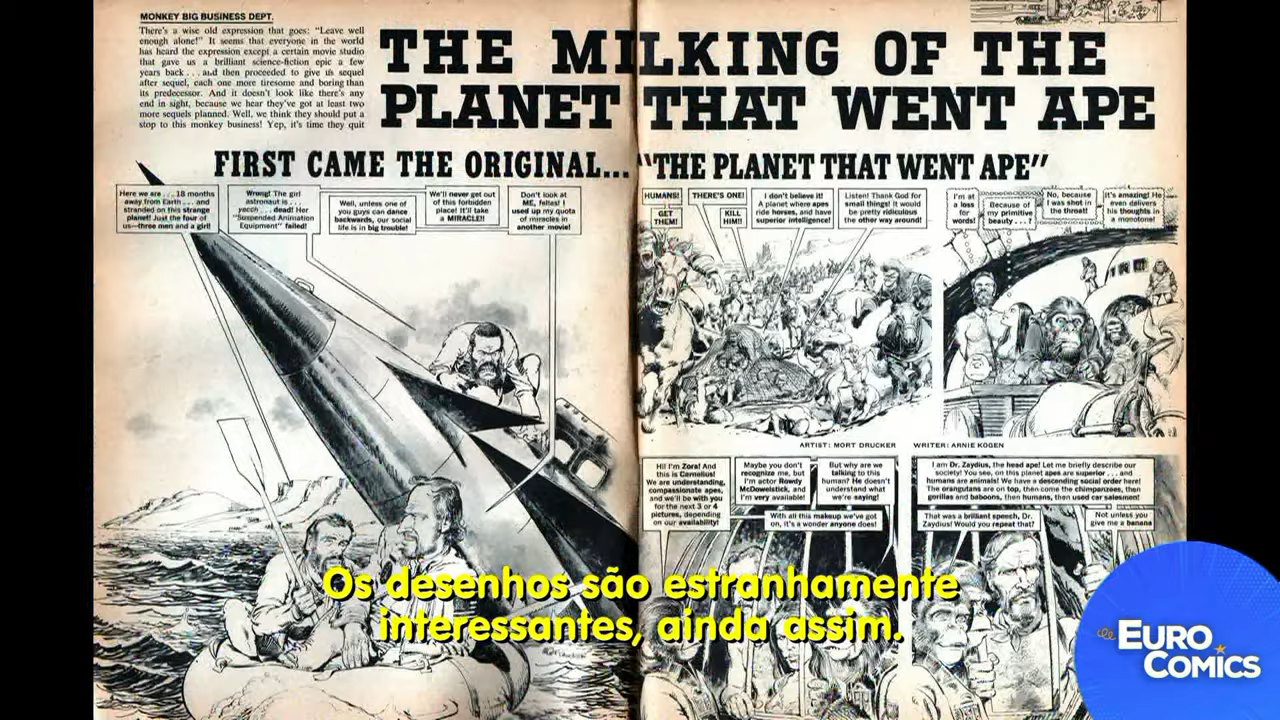 MONKEY BIG BUSINESS DEPT.
There's a wise old expression that goes: "Leave well
enough alone!" It seems that everyone in the world
has heard the expression except a certain movie studio
that gave us a brilliant science-fiction epic a few
years back . . . and then proceeded to give us sequel
after sequel, each one more tiresome and boring than
its predecessor. And it doesn't look like there's any
end in sight, because we hear they've got at least two
more sequels planned. Well, we think they should put a
stop to this monkey business! Yep, it's time they quit
THE MILKING OF THE
PLANET THAT WENT APE
FIRST CAME THE ORIGINAL... "THE PLANET THAT WENT APE"
Here we are . . . 18 months
away from Earth . . . and
stranded on this strange
planet! Just the four of
us—three men and a girl!
Wrong! The girl
astronaut is . . .
yecch . . . dead! Her
"Suspended Animation
Equipment" failed!
Well, unless one of
you guys can dance
backwards, our social
life is in big trouble!
We'll never get out
of this forbidden
place! It'll take
a MIRACLE!!
Don't look at
ME, fellas! I
used up my quota
of miracles in
another movie!
HUMANS!
GET
THEM!
THERE'S ONE!
KILL
HIM!!
I don't believe it!
A planet where apes
ride horses, and have
superior intelligence!
Listen! Thank God for
small things! It would
be pretty ridiculous
the other way around!
I'm at
a loss
for
words!
Because of
my primitive
beauty . . . ?
No, because
I was shot in
the throat!
It's amazing! He
even delivers
his thoughts in
a monotone!
ARTIST: MORT DRUCKER
WRITER: ARNIE KOGEN
Hi! I'm Zora! And
this is Cornelius!
We are understanding,
compassionate apes,
and we'll be with you
for the next 3 or 4
pictures, depending
on our availability!
Maybe you don't
recognize me, but
I'm actor Rowdy
McDowelstick, and
I'm very available!
But why are we
talking to this
human? He doesn't
understand what
we're saying!
With all this makeup we've got
on, it's a wonder anyone does!
I am Dr. Zaydius, the head ape! Let me briefly describe our
society! You see, on this planet apes are superior . . . and
humans are animals! We have a descending social order here!
The orangutans are on top, then come the chimpanzees, then
gorillas and baboons, then humans, then used car salesmen!
That was a brilliant speech, Dr.
Zaydius! Would you repeat that?
Not unless you
give me a banana
Os desenhos são estranhamente
interessantes, ainda assim.
EURO
COMICS